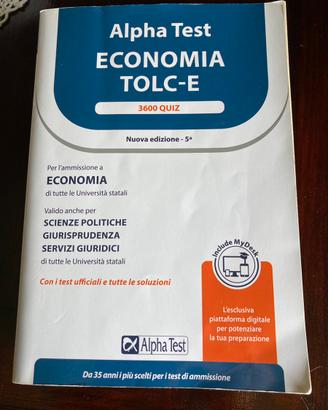 Alpha Test
ECONOMIA
TOLC-E
3600 QUIZ
Nuova edizione - 5ª
Per l'ammissione a
ECONOMIA
di tutte le Università statali
Valido anche per
SCIENZE POLITICHE
GIURISPRUDENZA
SERVIZI GIURIDICI
di tutte le Università statali
Con i test ufficiali e tutte le soluzioni
Include MyDesk
L'esclusiva
piattaforma digitale
per potenziare
la tua preparazione
Alpha Test
Da 35 anni i più scelti per i test di ammissione